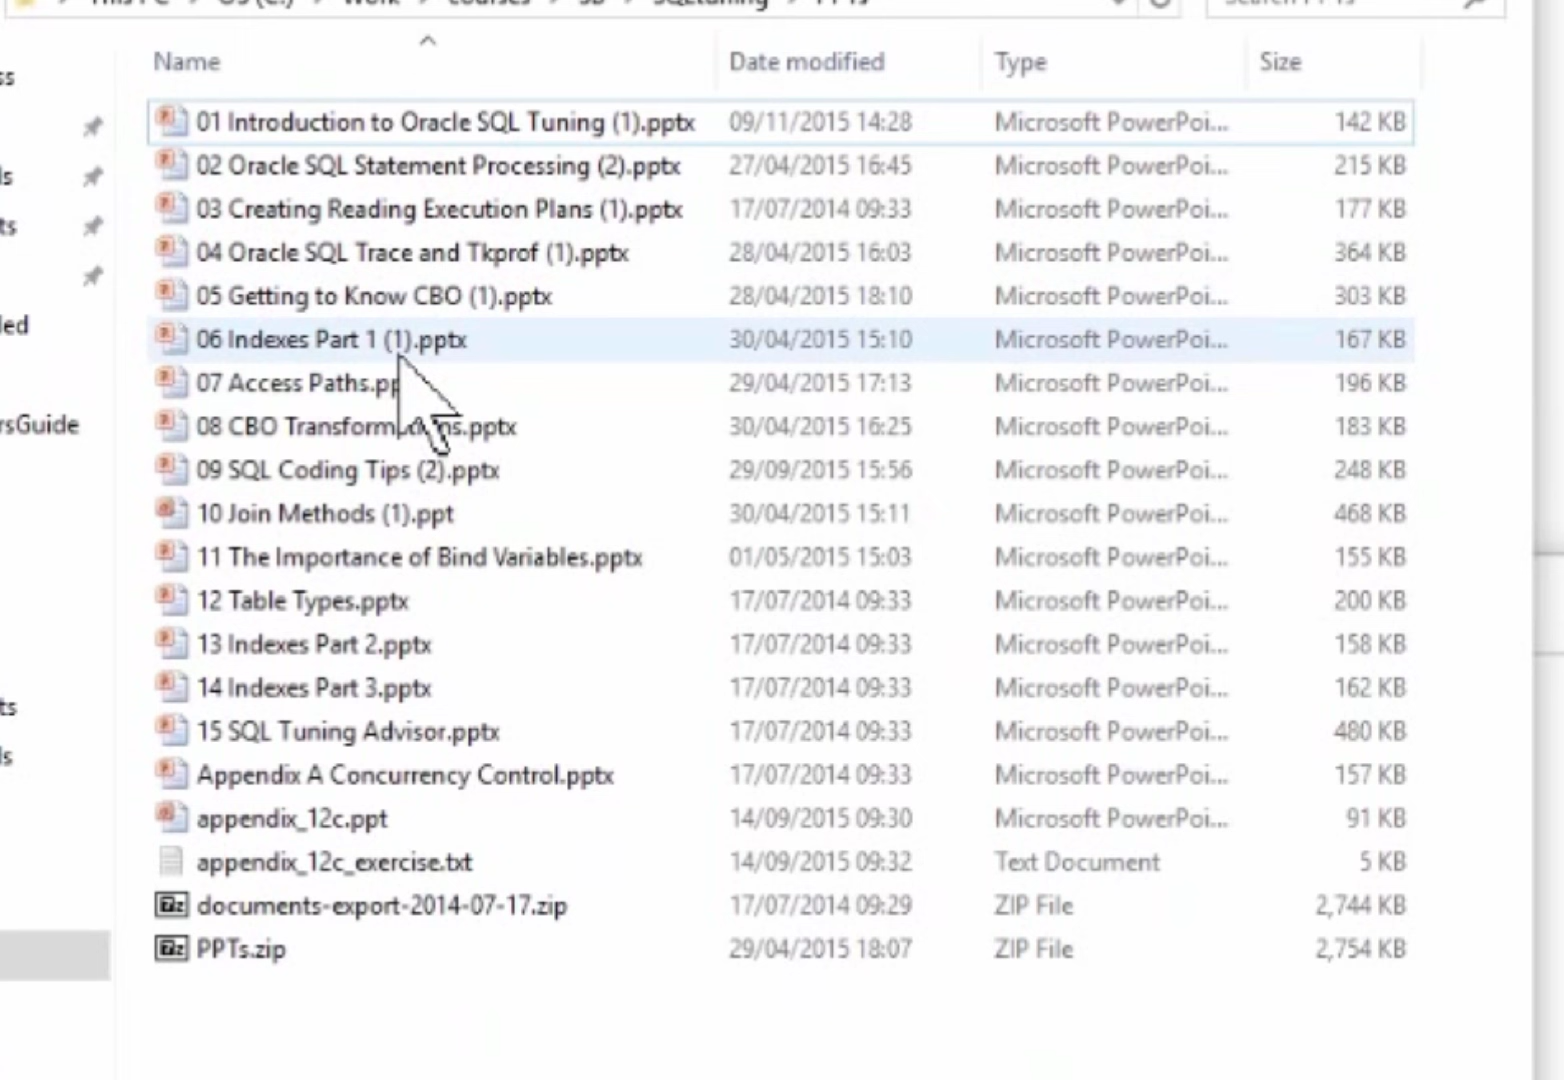 Name Date modified Type Size
01 Introduction to Oracle SQL Tuning (1).pptx 09/11/2015 14:28 Microsoft PowerPoi... 142 KB
02 Oracle SQL Statement Processing (2).pptx 27/04/2015 16:45 Microsoft PowerPoi... 215 KB
03 Creating Reading Execution Plans (1).pptx 17/07/2014 09:33 Microsoft PowerPoi... 177 KB
04 Oracle SQL Trace and Tkprof (1).pptx 28/04/2015 16:03 Microsoft PowerPoi... 364 KB
05 Getting to Know CBO (1).pptx 28/04/2015 18:10 Microsoft PowerPoi... 303 KB
06 Indexes Part 1 (1).pptx 30/04/2015 15:10 Microsoft PowerPoi... 167 KB
07 Access Paths.pp 29/04/2015 17:13 Microsoft PowerPoi... 196 KB
08 CBO 30/04/2015 16:25 Microsoft PowerPoi... 183 KB
09 SQL Coding Tips (2).pptx 29/09/2015 15:56 Microsoft PowerPoi... 248 KB
10 Join Methods (1).ppt 30/04/2015 15:11 Microsoft PowerPoi... 468 KB
11 The Importance of Bind Variables.pptx 01/05/2015 15:03 Microsoft PowerPoi... 155 KB
12 Table Types.pptx 17/07/2014 09:33 Microsoft PowerPoi... 200 KB
13 Indexes Part 2.pptx 17/07/2014 09:33 Microsoft PowerPoi... 158 KB
14 Indexes Part 3.pptx 17/07/2014 09:33 Microsoft PowerPoi... 162 KB
15 SQL Tuning Advisor.pptx 17/07/2014 09:33 Microsoft PowerPoi... 480 KB
Appendix A Concurrency Control.pptx 17/07/2014 09:33 Microsoft PowerPoi... 157 KB
appendix_12c.ppt 14/09/2015 09:30 Microsoft PowerPoi... 91 KB
appendix_12c_exercise.txt 14/09/2015 09:32 Text Document 5 KB
documents-export-2014-07-17.zip 17/07/2014 09:29 ZIP File 2,744 KB
PPTs.zip 29/04/2015 18:07 ZIP File 2,754 KB
ss
ls
ts
led
rsGuide
ts
ls